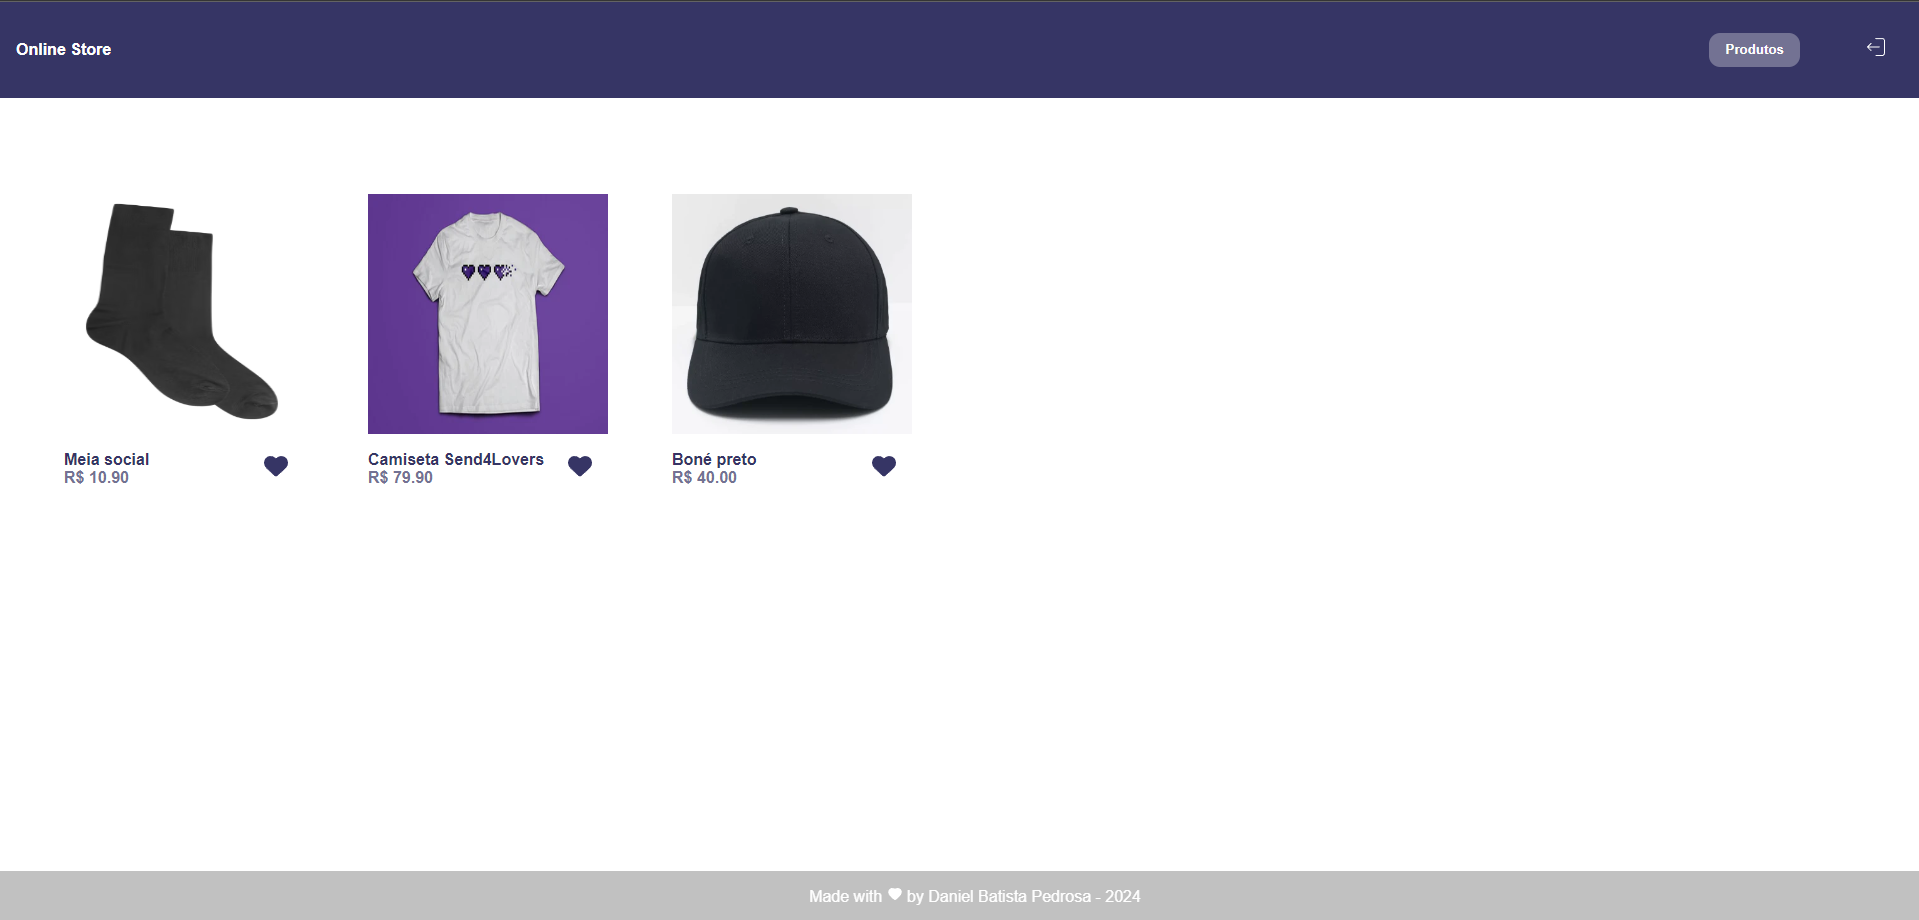 Online Store
Produtos
Meia social
R$ 10.90
Camiseta Send4Lovers
R$ 79.90
Boné preto
R$ 40.00
Made with ♥ by Daniel Batista Pedrosa - 2024